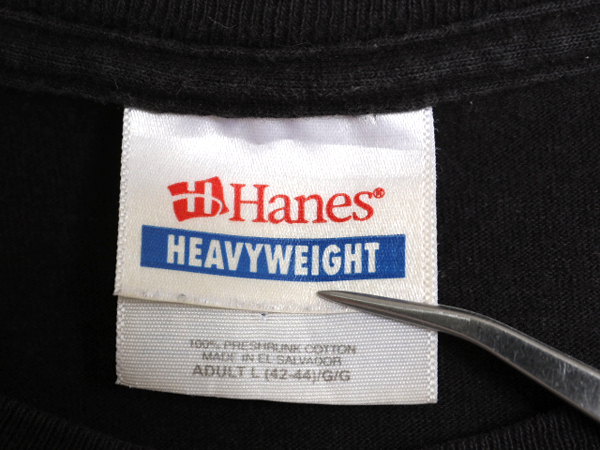 Hanes®
HEAVYWEIGHT
100% PRESHRUNK COTTON
MADE IN EL SALVADOR
ADULT L (42-44)/G/G